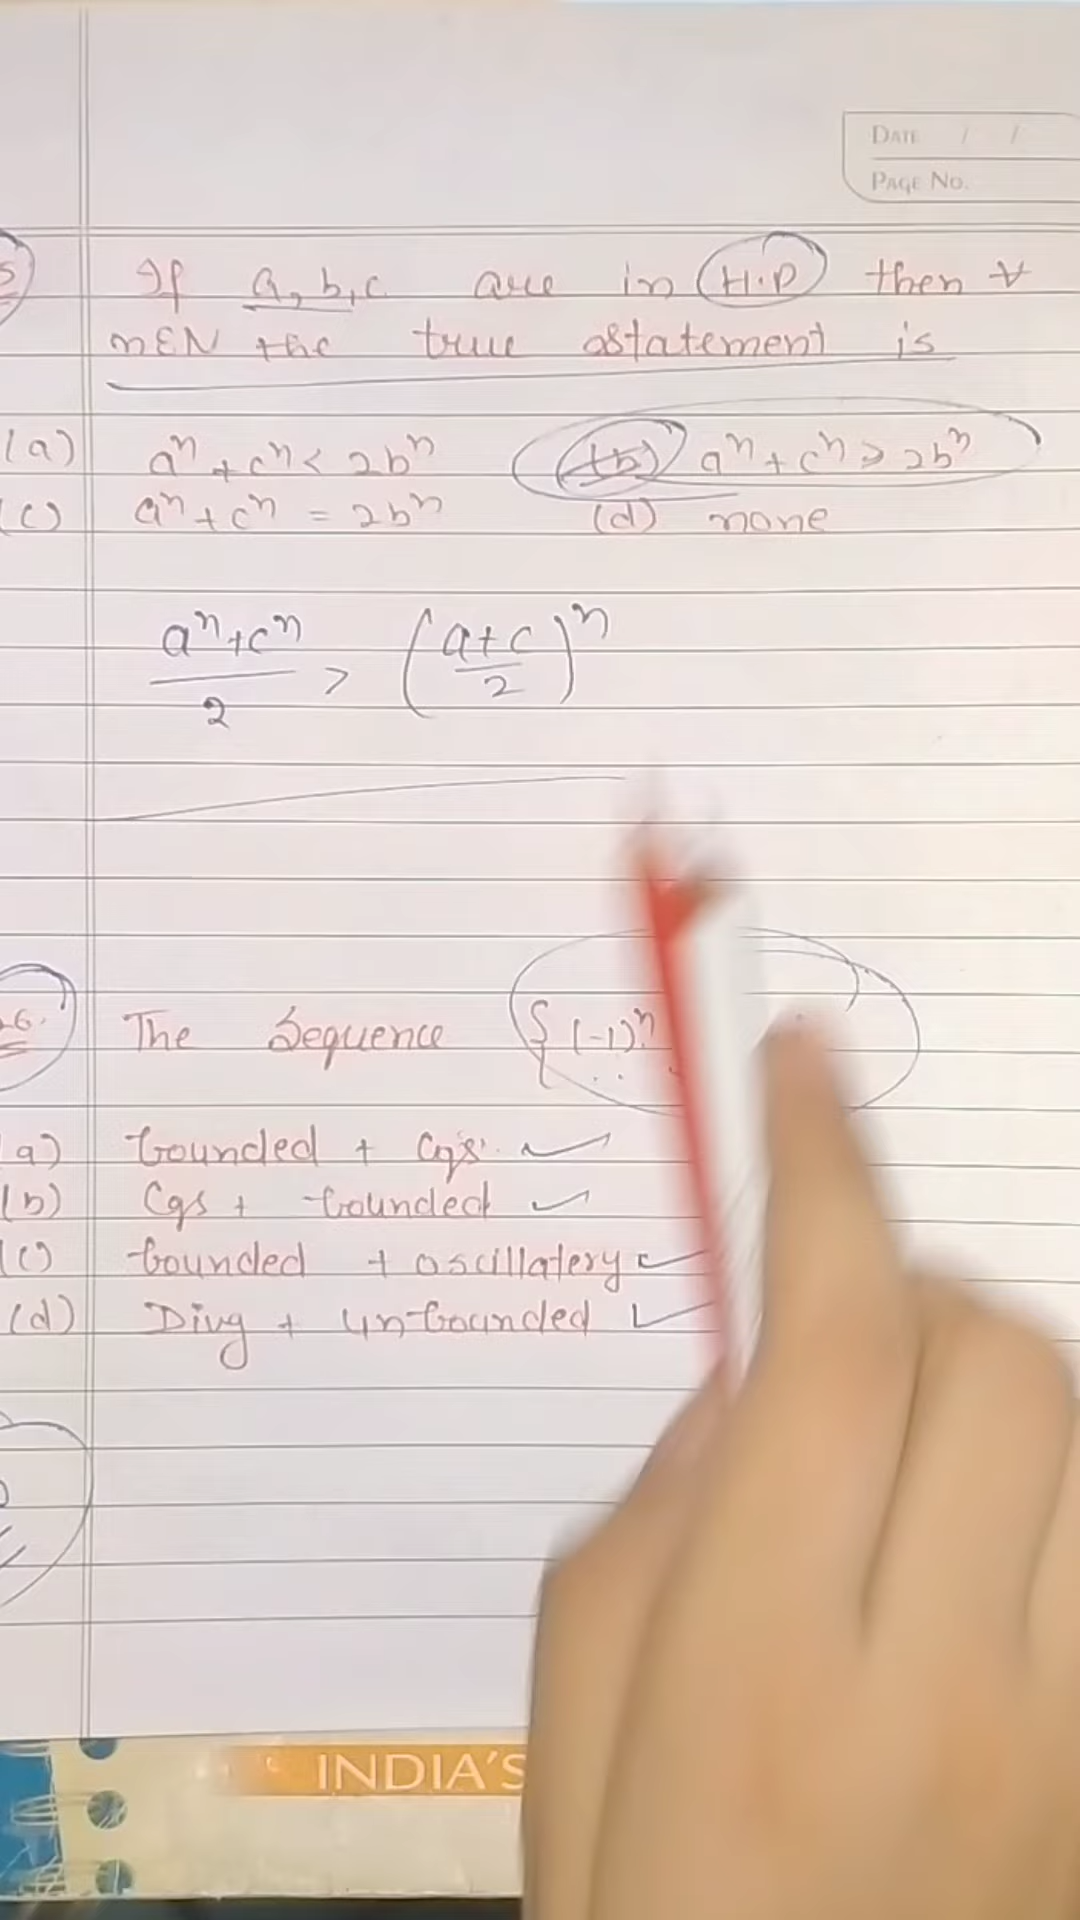 DATE / /
PAGE NO.
If a, b, c are in H.P then ∀
n∈N the true statement is
(a) aⁿ + cⁿ < 2bⁿ (b) aⁿ + cⁿ > 2bⁿ
(c) aⁿ + cⁿ = 2bⁿ (d) none
aⁿ + cⁿ / 2 > (a + c / 2)ⁿ
26. The Sequence { (-1)ⁿ
a) bounded + cgs.
(b) Cgs + bounded
(c) bounded + oscillatery
(d) Divg + un bounded
INDIA'S